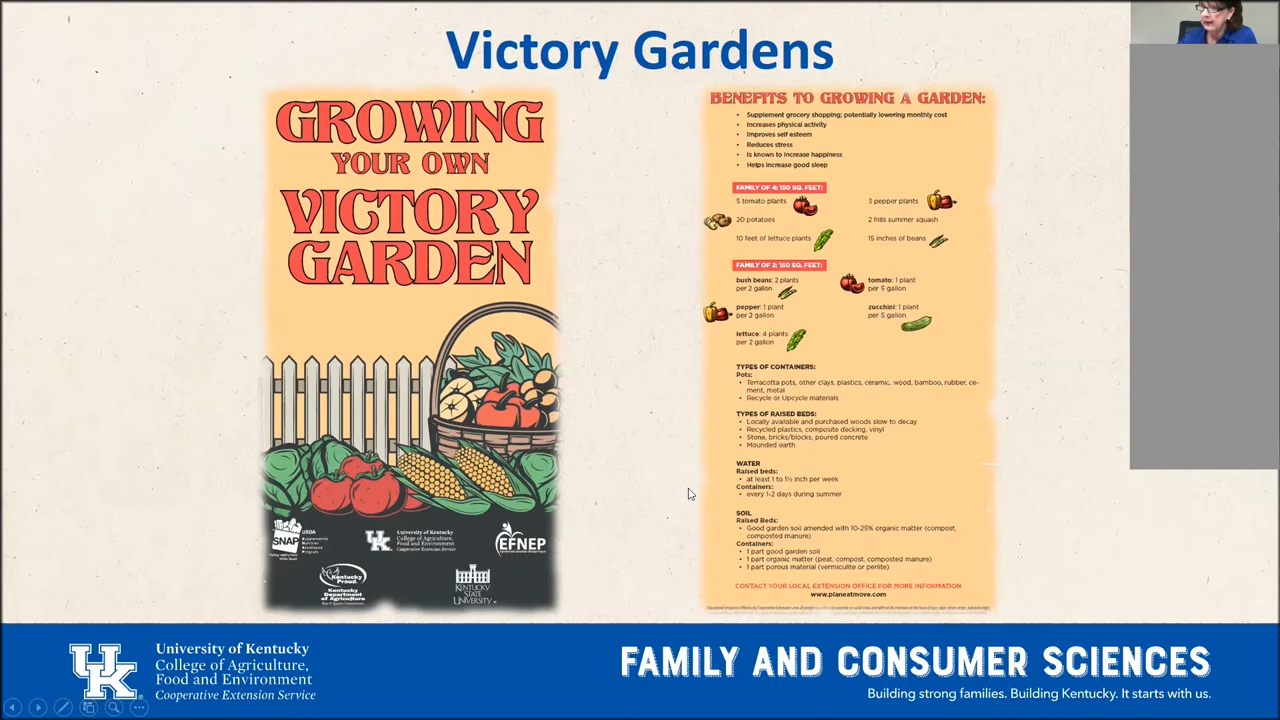 Victory Gardens
GROWING
YOUR OWN
VICTORY
GARDEN
SNAP
USDA
Supplemental
Nutrition
Assistance
Program
UK
University of Kentucky
College of Agriculture,
Food and Environment
Cooperative Extension Service
EFNEP
Kentucky
Proud.
Kentucky
Department
of Agriculture
KENTUCKY
STATE
UNIVERSITY
BENEFITS TO GROWING A GARDEN:
• Supplement grocery shopping; potentially lowering monthly cost
• Increases physical activity
• Improves self esteem
• Reduces stress
• Is known to increase happiness
• Helps increase good sleep
FAMILY OF 4: 150 SQ. FEET:
5 tomato plants
3 pepper plants
20 potatoes
2 hills summer squash
10 feet of lettuce plants
15 inches of beans
FAMILY OF 2: 150 SQ. FEET:
bush beans: 2 plants
per 2 gallon
tomato: 1 plant
per 5 gallon
pepper: 1 plant
per 2 gallon
zucchini: 1 plant
per 5 gallon
lettuce: 4 plants
per 2 gallon
TYPES OF CONTAINERS:
Pots:
• Terracotta pots, other clays, plastics, ceramic, wood, bamboo, rubber, ce-
ment, metal
• Recycle or Upcycle materials
TYPES OF RAISED BEDS:
• Locally available and purchased woods slow to decay
• Recycled plastics, composite decking, vinyl
• Stone, bricks/blocks, poured concrete
• Mounded earth
WATER
Raised beds:
• at least 1 to 1½ inch per week
Containers:
• every 1-2 days during summer
SOIL
Raised Beds:
• Good garden soil amended with 10-25% organic matter (compost,
composted manure)
Containers:
• 1 part good garden soil
• 1 part organic matter (peat, compost, composted manure)
• 1 part porous material (vermiculite or perlite)
CONTACT YOUR LOCAL EXTENSION OFFICE FOR MORE INFORMATION
www.planeatmove.com
UK
University of Kentucky
College of Agriculture,
Food and Environment
Cooperative Extension Service
FAMILY AND CONSUMER SCIENCES
Building strong families. Building Kentucky. It starts with us.